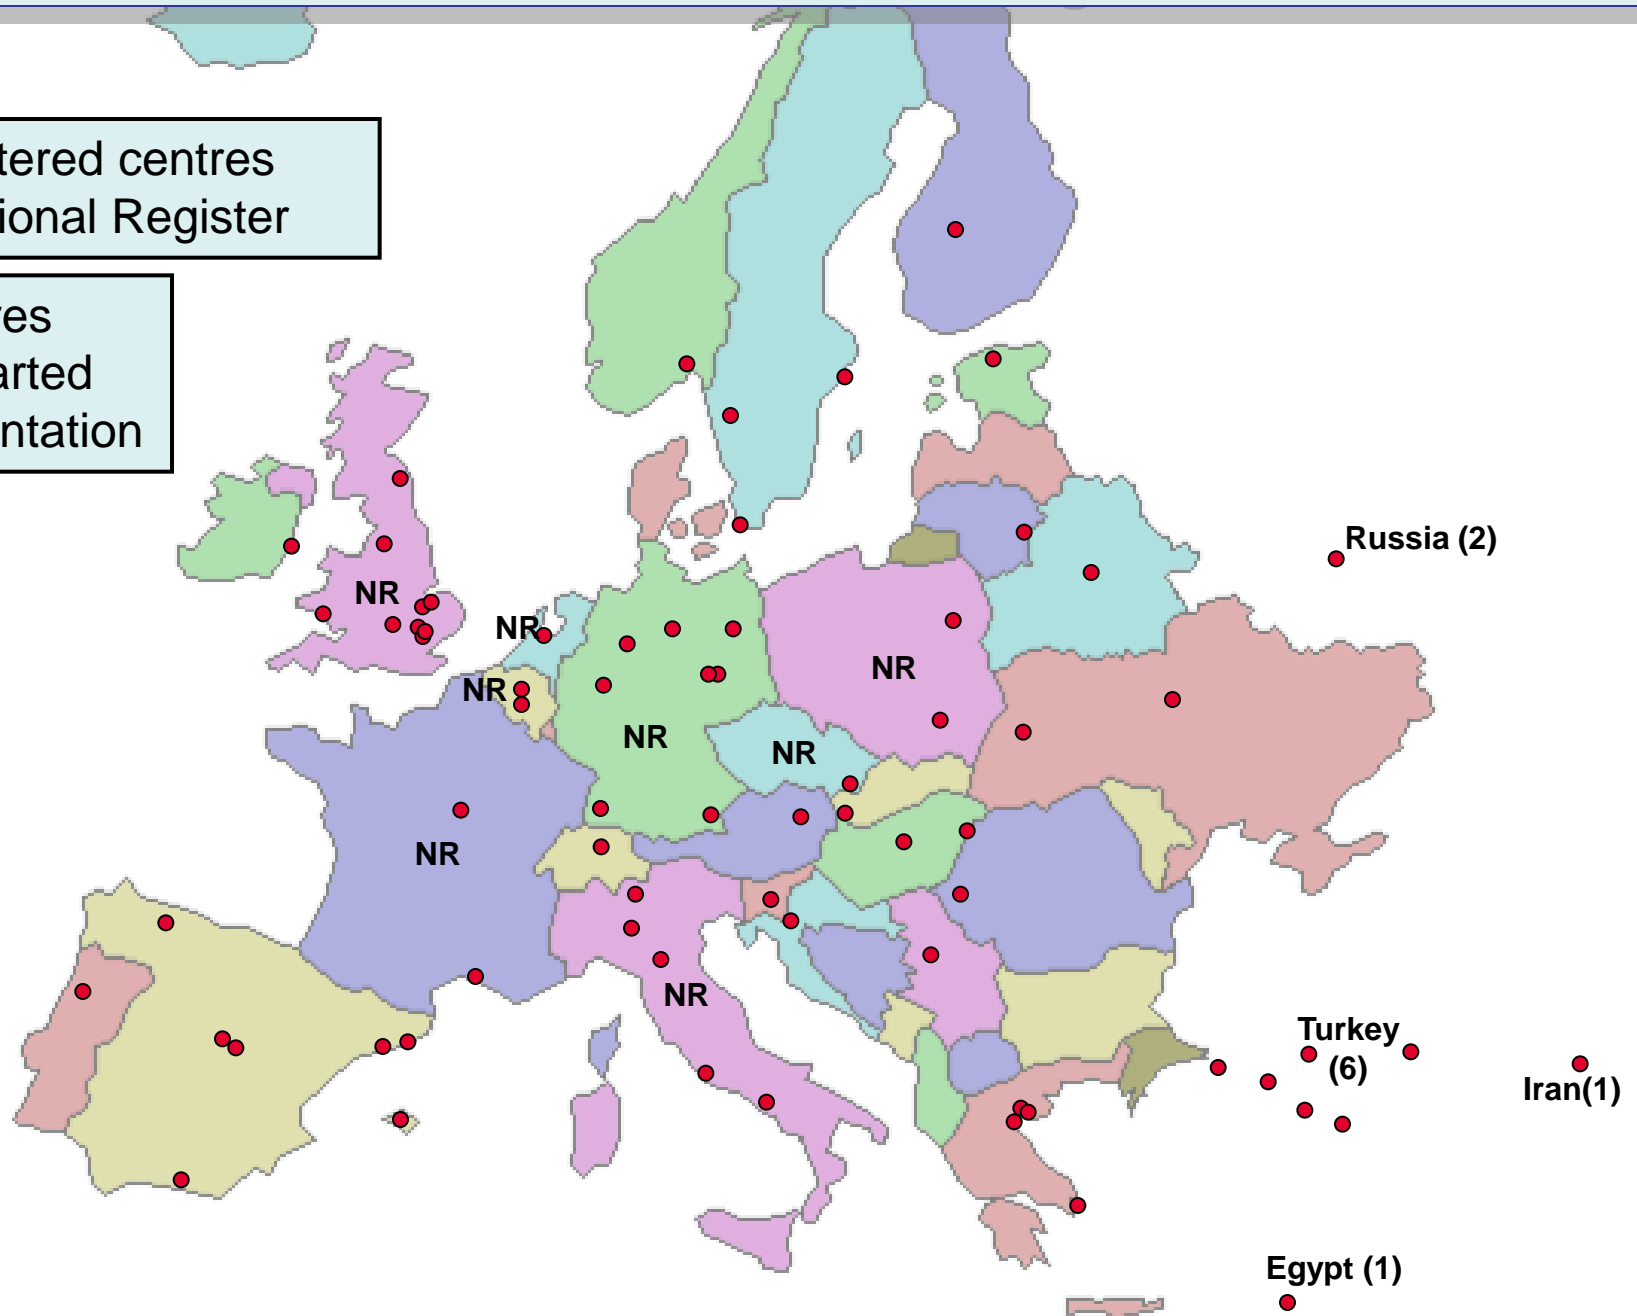 tered centres
ional Register
res
arted
ntation
Russia (2)
NR
NR
NR
NR
NR
NR
NR
NR
Turkey
(6)
Iran(1)
Egypt (1)